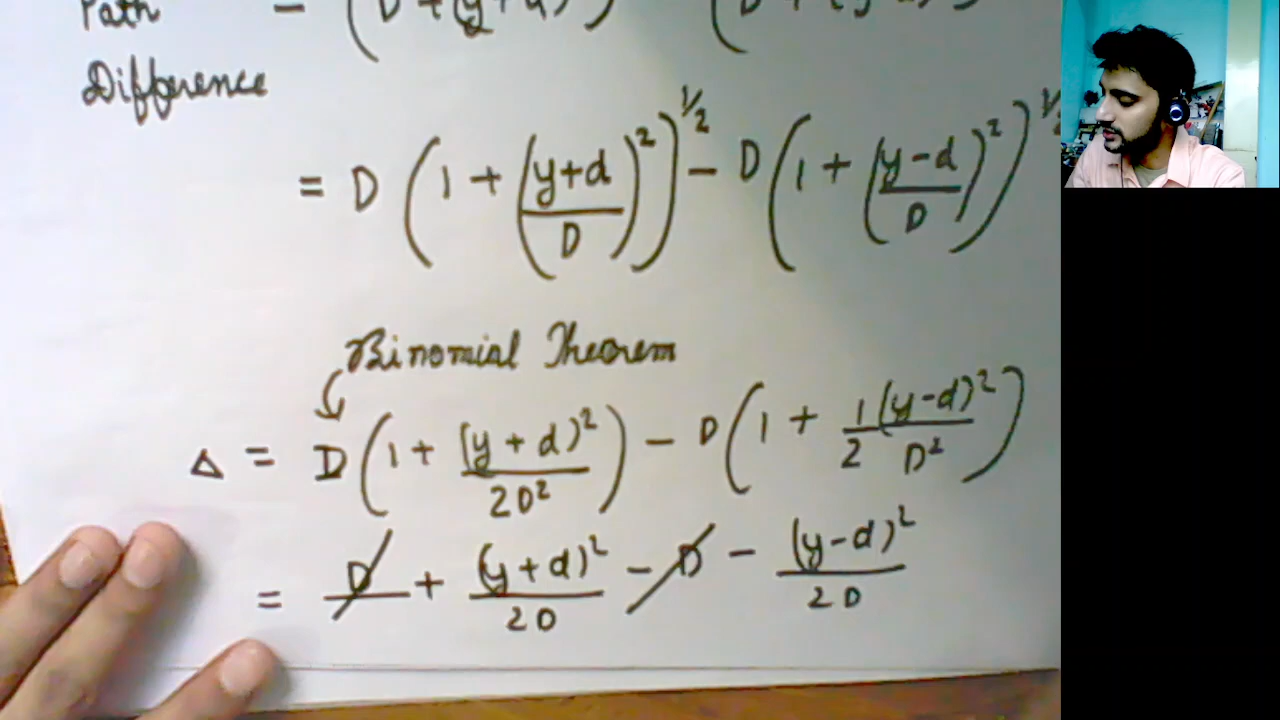 Path = (D + (y+d)
Difference
= D (1 + ((y+d)/D)²)^1/2 - D (1 + ((y-d)/D)²)^1/2
Binomial Theorem
Δ = D (1 + (y+d)²/2D²) - D (1 + 1/2 (y-d)²/D²)
= D + (y+d)²/2D - D - (y-d)²/2D